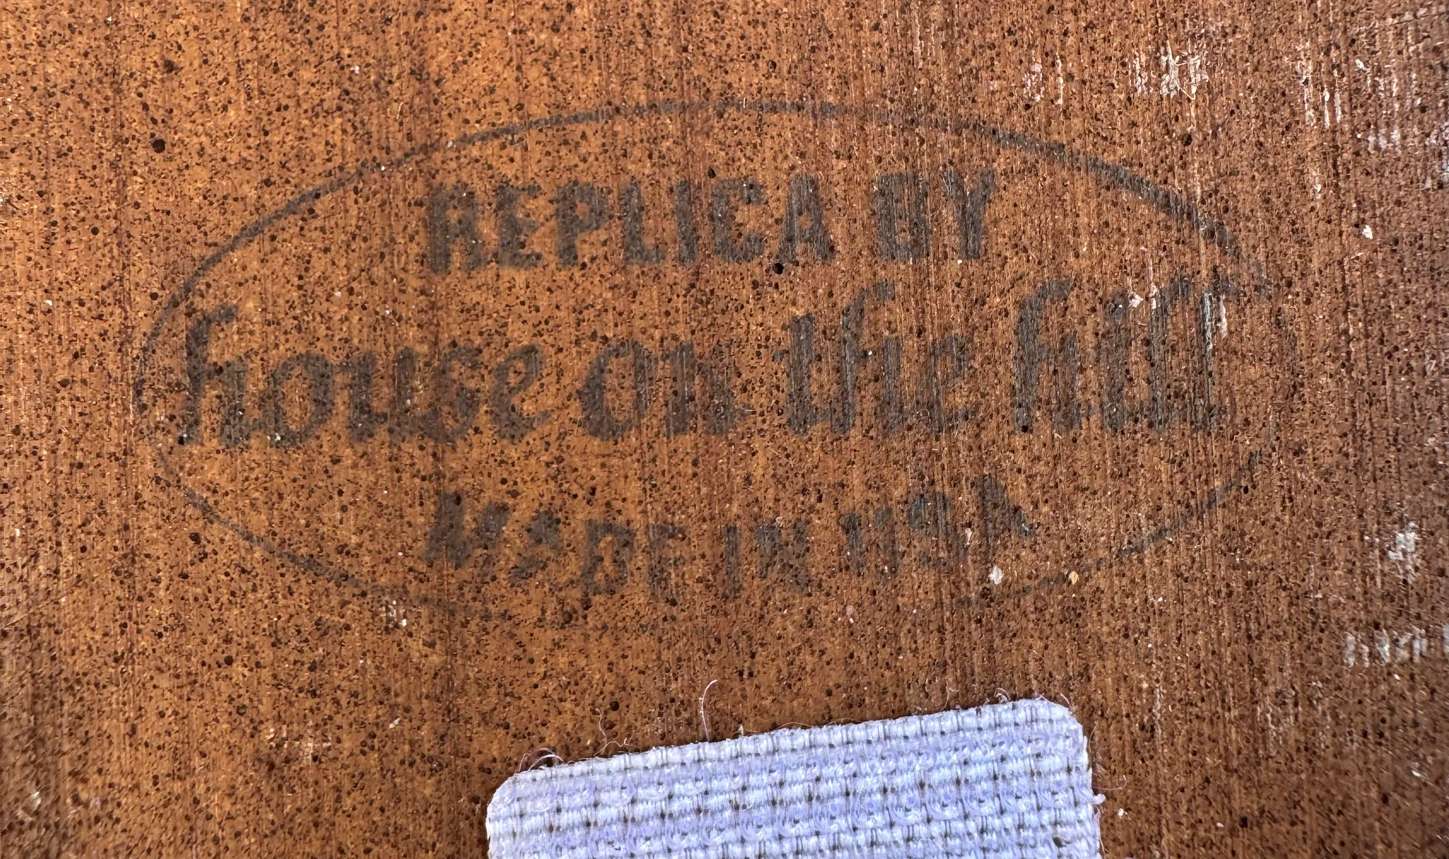 REPLICA BY
house on the hill
MADE IN USA